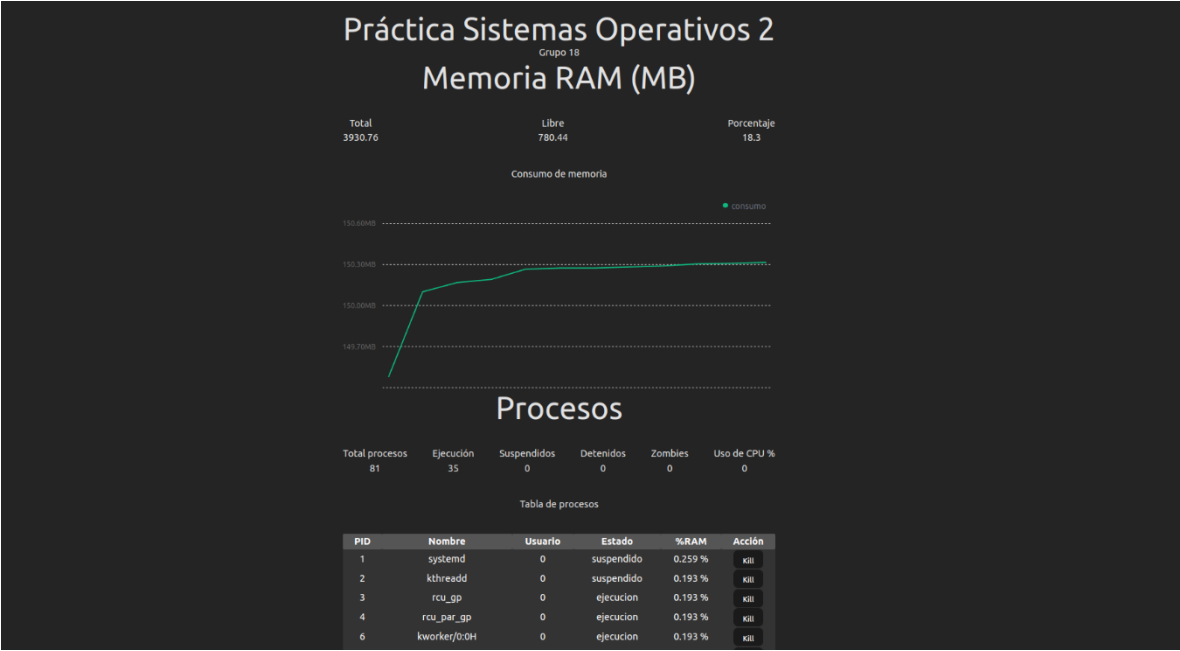 Práctica Sistemas Operativos 2
Grupo 18
Memoria RAM (MB)
Total Libre Porcentaje
3930.76 780.44 18.3
Consumo de memoria
consumo
150.60MB
150.30MB
150.00MB
149.70MB
Procesos
Total procesos Ejecución Suspendidos Detenidos Zombies Uso de CPU %
81 35 0 0 0 0
Tabla de procesos
PID Nombre Usuario Estado %RAM Acción
1 systemd 0 suspendido 0.259 % Kill
2 kthreadd 0 suspendido 0.193 % Kill
3 rcu_gp 0 ejecucion 0.193 % Kill
4 rcu_par_gp 0 ejecucion 0.193 % Kill
6 kworker/0:0H 0 ejecucion 0.193 % Kill